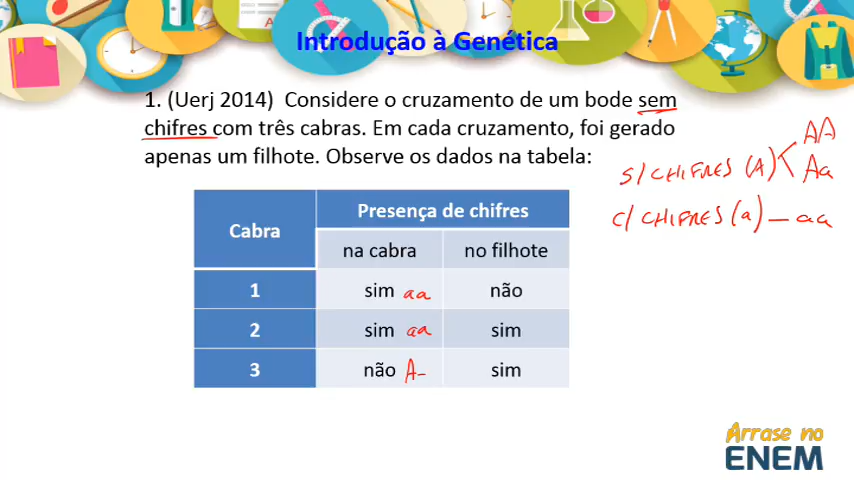 Introdução à Genética
1. (Uerj 2014) Considere o cruzamento de um bode sem
chifres com três cabras. Em cada cruzamento, foi gerado
apenas um filhote. Observe os dados na tabela:
AA
S/ CHIFRES (A) Aa
C/ CHIFRES (a) — aa
Cabra
Presença de chifres
na cabra no filhote
1 sim aa não
2 sim aa sim
3 não A- sim
Arrase no
ENEM